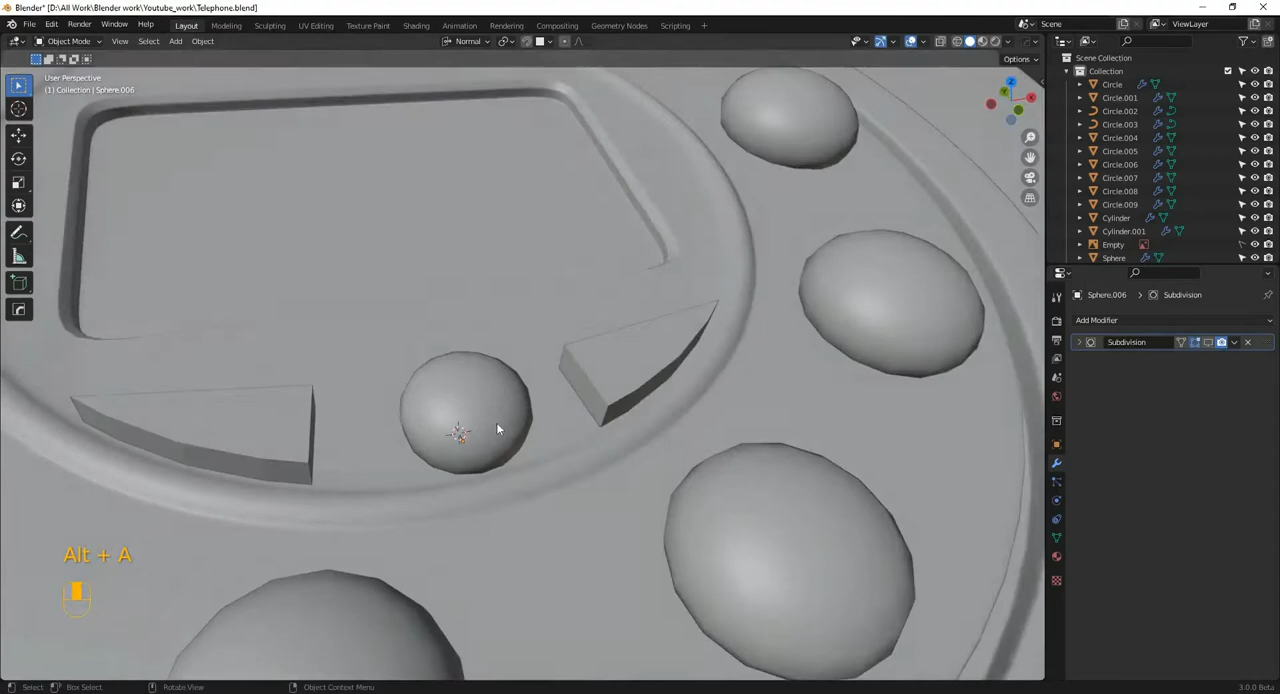 Blender* [D:\All Work\Blender work\Youtube_work\Telephone.blend]
File Edit Render Window Help Layout Modeling Sculpting UV Editing Texture Paint Shading Animation Rendering Compositing Geometry Nodes Scripting + Scene ViewLayer
Object Mode View Select Add Object Normal
Options
User Perspective
(1) Collection | Sphere.006
Z
X
Y
Scene Collection
Collection
Circle
Circle.001
Circle.002
Circle.003
Circle.004
Circle.005
Circle.006
Circle.007
Circle.008
Circle.009
Cylinder
Cylinder.001
Empty
Sphere
Sphere.006 > Subdivision
Add Modifier
Subdivision
Alt + A
Select Box Select Rotate View Object Context Menu 3.0.0 Beta